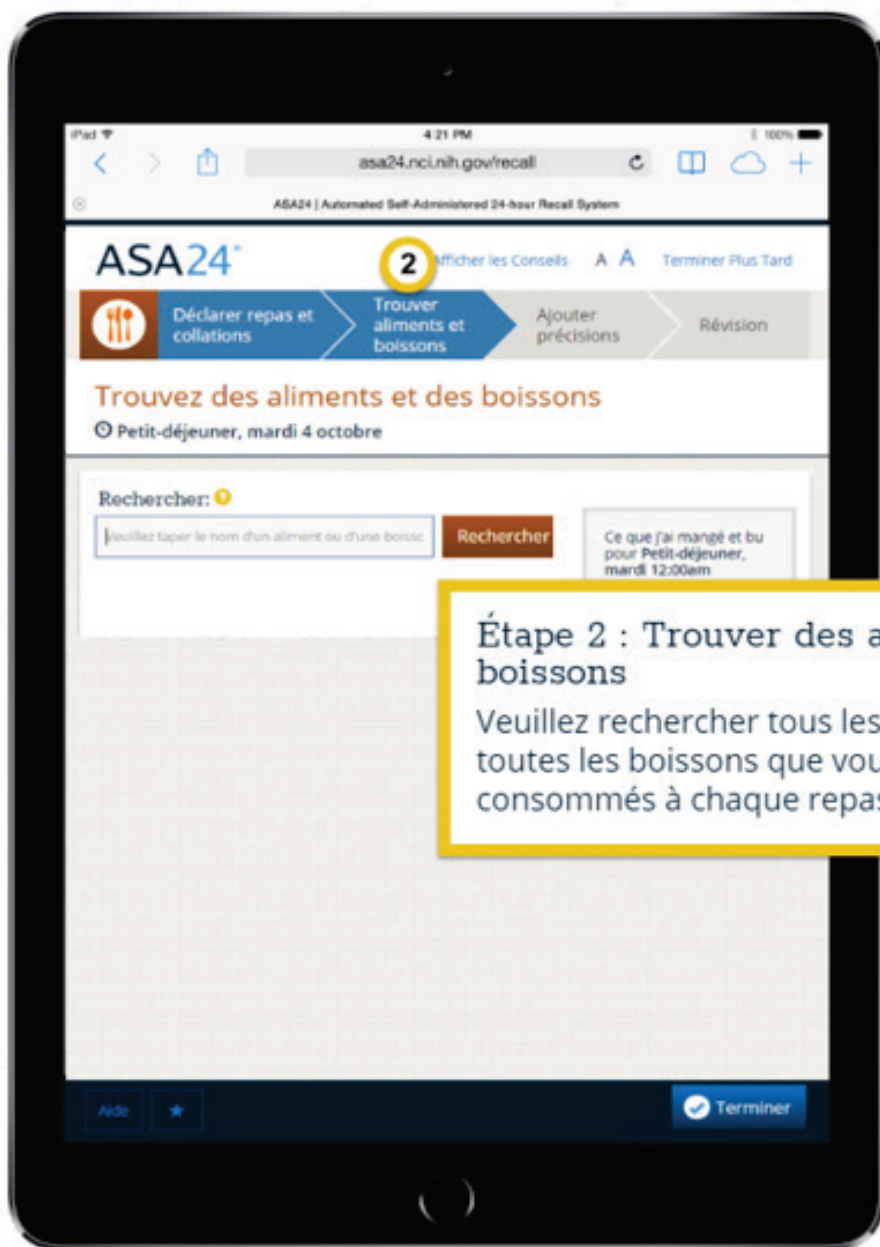 iPad
4:21 PM
100%
asa24.nci.nih.gov/recall
ASA24 | Automated Self-Administered 24-hour Recall System
ASA24
2
Afficher les Conseils A A Terminer Plus Tard
Déclarer repas et
collations
Trouver
aliments et
boissons
Ajouter
précisions
Révision
Trouvez des aliments et des boissons
Petit-déjeuner, mardi 4 octobre
Rechercher:
Veuillez taper le nom d'un aliment ou d'une boissc
Rechercher
Ce que j'ai mangé et bu
pour Petit-déjeuner,
mardi 12:00am
Étape 2 : Trouver des a
boissons
Veuillez rechercher tous les
toutes les boissons que vou
consommés à chaque repas
Aide
Terminer